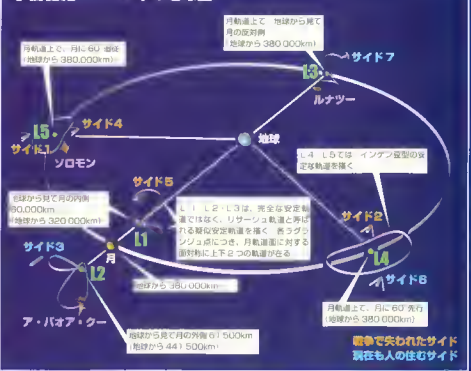 月軌道上で 地球から見て
月の反対側
(地球から380,000km)
月軌道上で、月に60°追従
(地球から380,000km)
サイド7
L3
ルナツー
L5
サイド4
サイド1
ソロモン
地球
L4 L5では インゲン豆型の安
定な軌道を描く
サイド5
地球から見て月の内側
(地球から320,000km)
L1 L2 L3は、完全な安定軌
道ではなく、リサージュ軌道と呼ば
れる擬似安定軌道を描く 各ラグラ
ンジュ点につき、月軌道面に対する
面対称に上下2つの軌道が在る
L1
サイド2
サイド3
月
L4
L2
(地球から380,000km)
サイド6
ア・バオア・クー
月軌道上で、月に60°先行
(地球から380,000km)
地球から見て月の外側61,500km
(地球から441,500km)
戦争で失われたサイド
現在も人の住むサイド